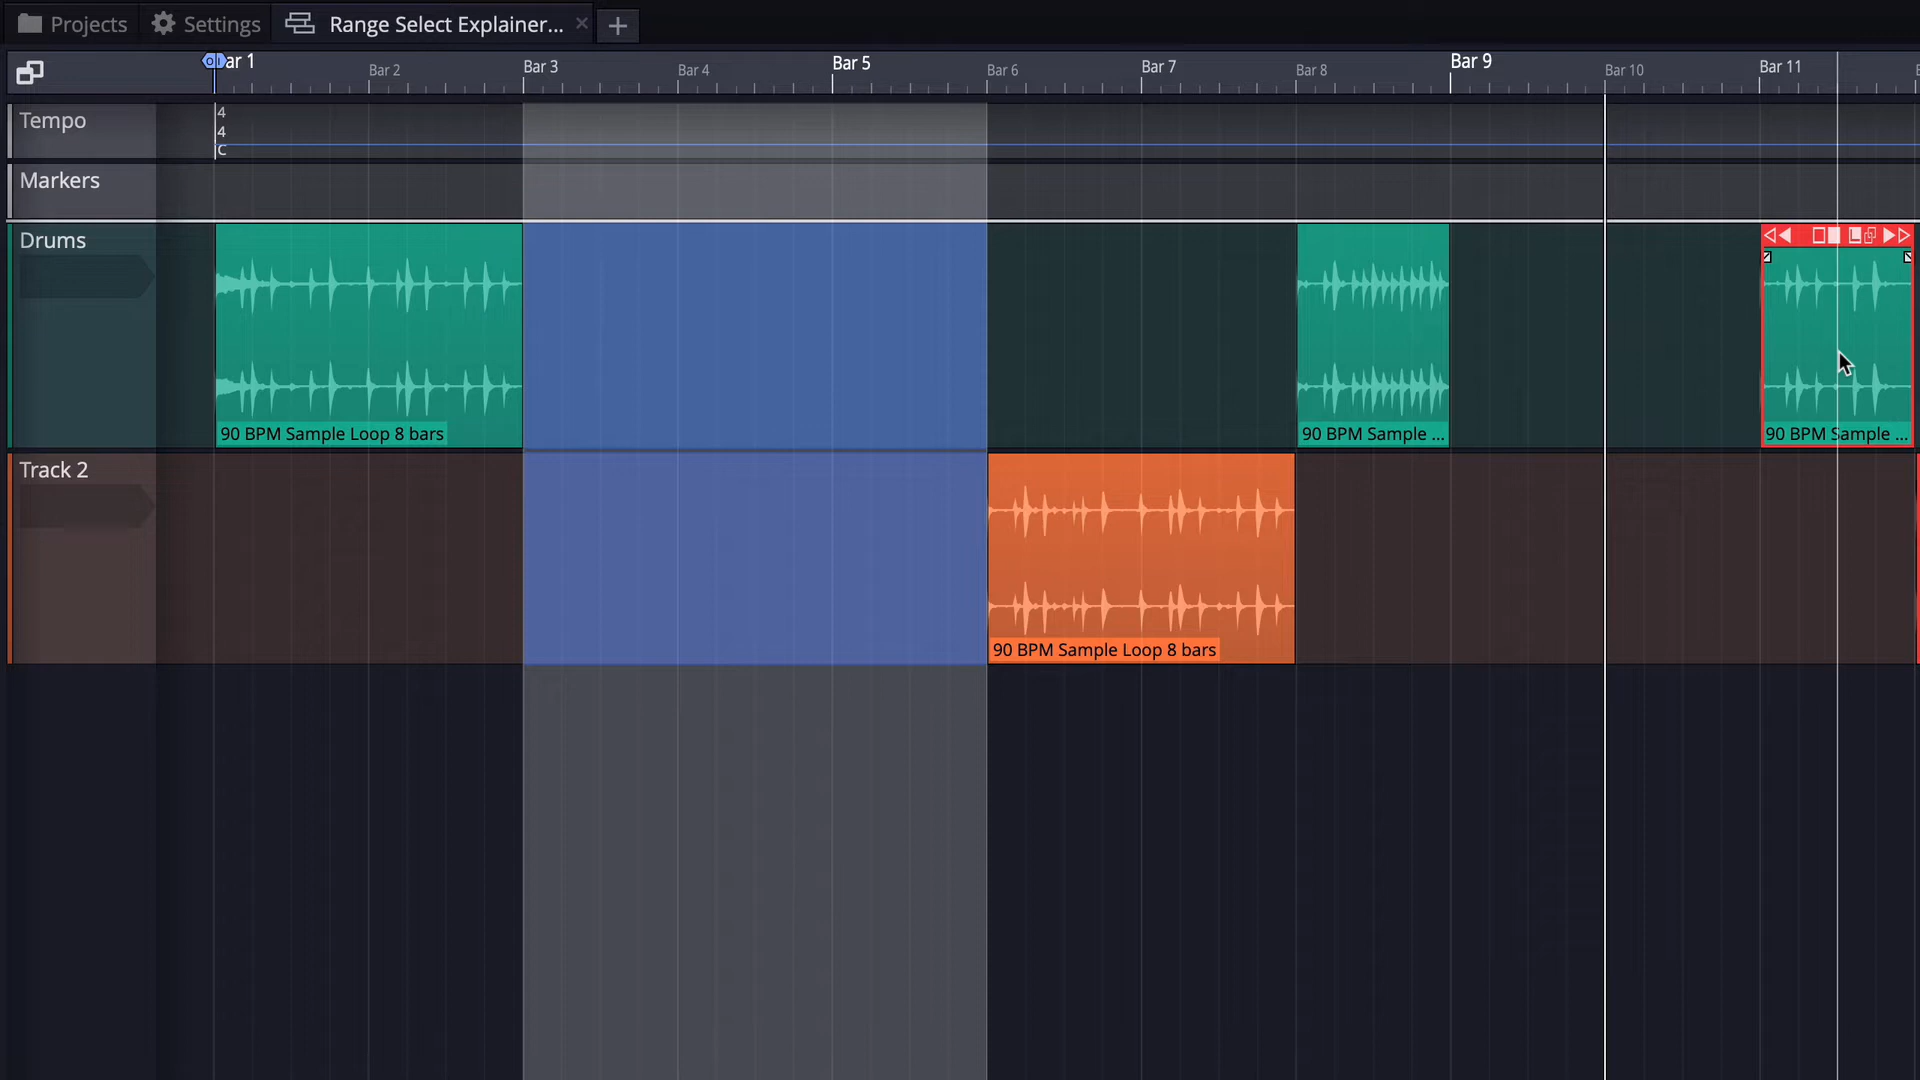 Projects
Settings
Range Select Explainer...
Bar 1
Bar 2
Bar 3
Bar 4
Bar 5
Bar 6
Bar 7
Bar 8
Bar 9
Bar 10
Bar 11
Tempo
4
4
C
Markers
Drums
90 BPM Sample Loop 8 bars
90 BPM Sample ...
90 BPM Sample ...
Track 2
90 BPM Sample Loop 8 bars